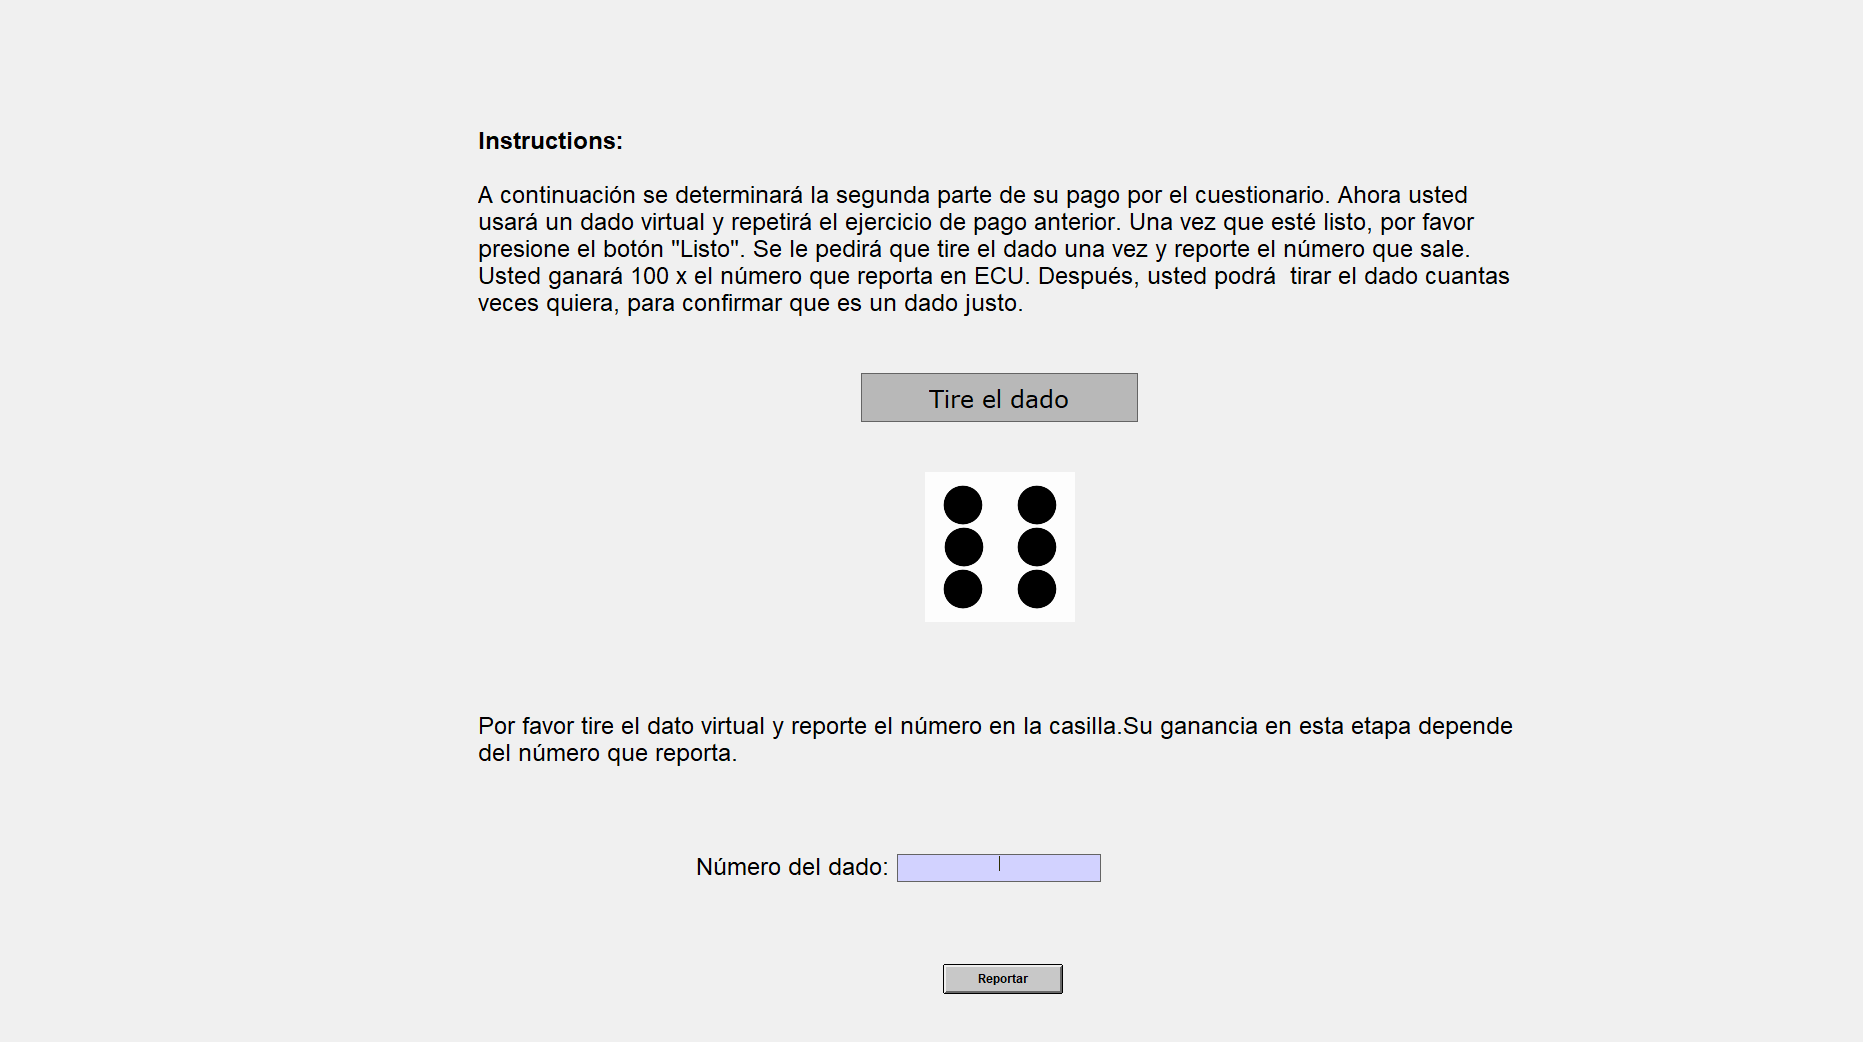 Instructions:
A continuación se determinará la segunda parte de su pago por el cuestionario. Ahora usted
usará un dado virtual y repetirá el ejercicio de pago anterior. Una vez que esté listo, por favor
presione el botón "Listo". Se le pedirá que tire el dado una vez y reporte el número que sale.
Usted ganará 100 x el número que reporta en ECU. Después, usted podrá  tirar el dado cuantas
veces quiera, para confirmar que es un dado justo.
Tire el dado
Por favor tire el dato virtual y reporte el número en la casilla.Su ganancia en esta etapa depende
del número que reporta.
Número del dado:
Reportar